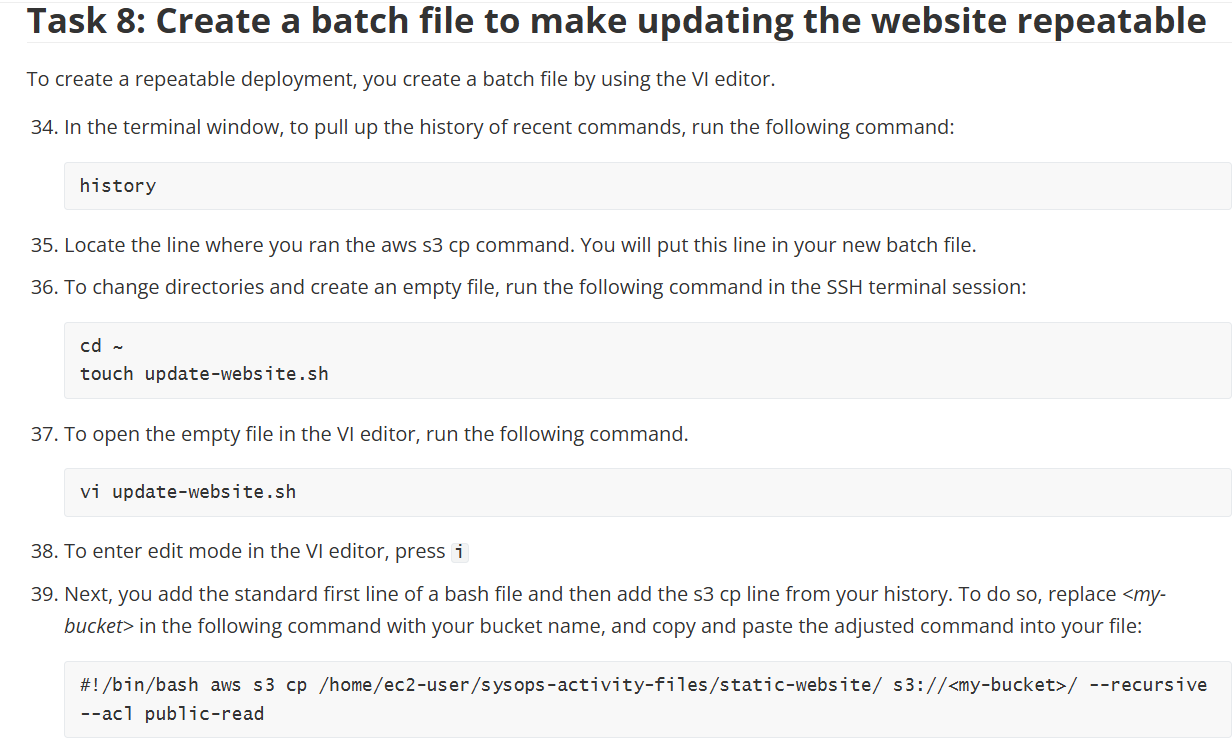 Task 8: Create a batch file to make updating the website repeatable
To create a repeatable deployment, you create a batch file by using the VI editor.
34. In the terminal window, to pull up the history of recent commands, run the following command:
history
35. Locate the line where you ran the aws s3 cp command. You will put this line in your new batch file.
36. To change directories and create an empty file, run the following command in the SSH terminal session:
cd ~
touch update-website.sh
37. To open the empty file in the VI editor, run the following command.
vi update-website.sh
38. To enter edit mode in the VI editor, press i
39. Next, you add the standard first line of a bash file and then add the s3 cp line from your history. To do so, replace <my-
bucket> in the following command with your bucket name, and copy and paste the adjusted command into your file:
#!/bin/bash aws s3 cp /home/ec2-user/sysops-activity-files/static-website/ s3://<my-bucket>/ --recursive
--acl public-read